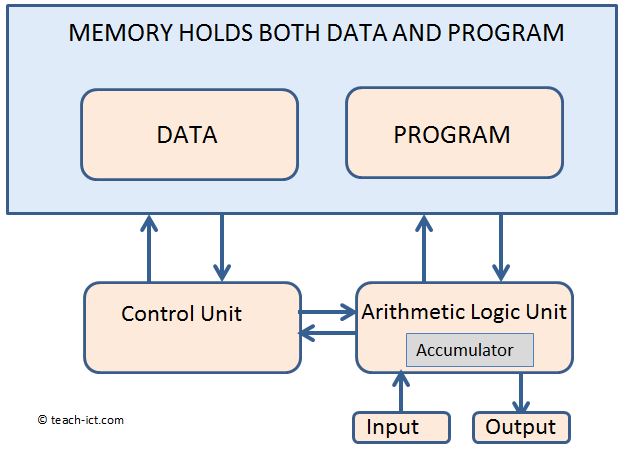 MEMORY HOLDS BOTH DATA AND PROGRAM
DATA
PROGRAM
Control Unit
Arithmetic Logic Unit
Accumulator
Input
Output
© teach-ict.com